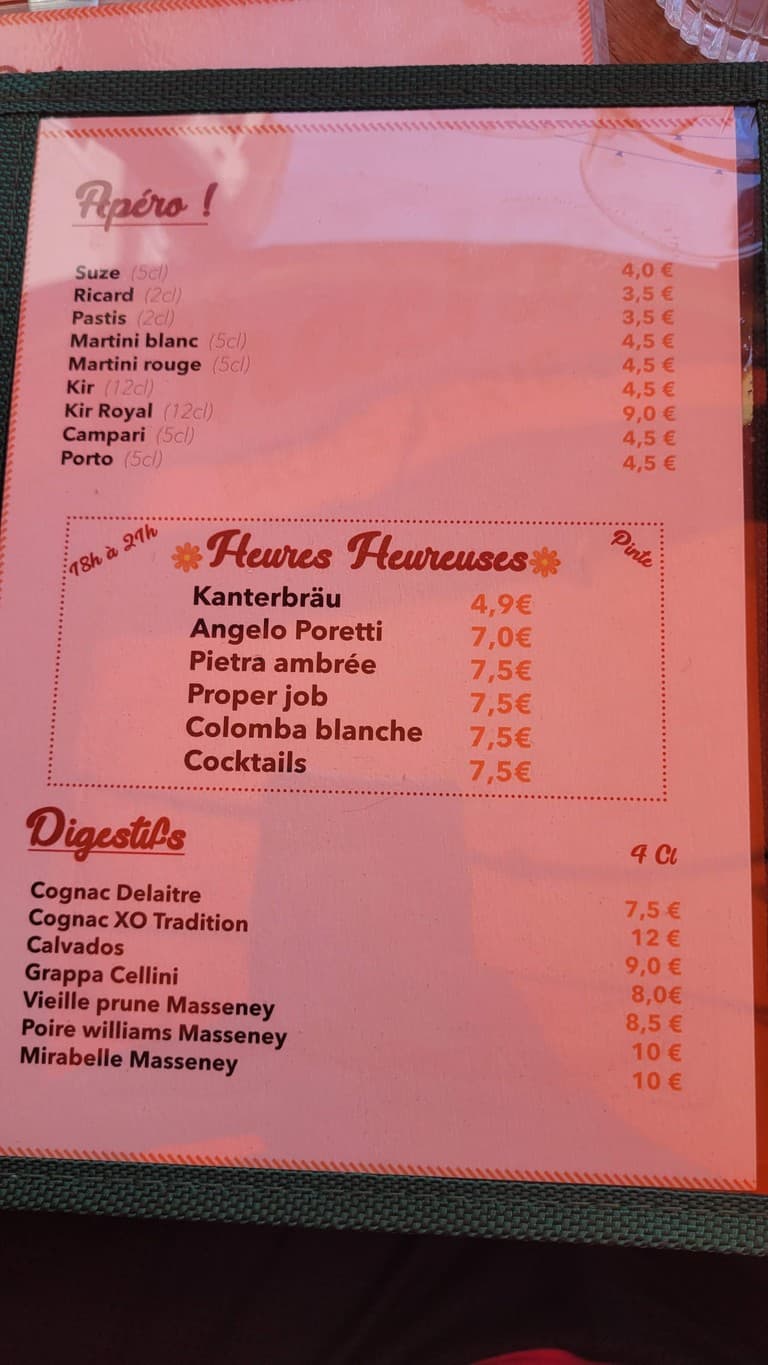 Apéro !
Suze (5cl) 4,0 €
Ricard (2cl) 3,5 €
Pastis (2cl) 3,5 €
Martini blanc (5cl) 4,5 €
Martini rouge (5cl) 4,5 €
Kir (12cl) 4,5 €
Kir Royal (12cl) 9,0 €
Campari (5cl) 4,5 €
Porto (5cl) 4,5 €
18h à 21h Heures Heureuses Pinte
Kanterbräu 4,9€
Angelo Poretti 7,0€
Pietra ambrée 7,5€
Proper job 7,5€
Colomba blanche 7,5€
Cocktails 7,5€
Digestifs 4 Cl
Cognac Delaitre 7,5 €
Cognac XO Tradition 12 €
Calvados 9,0 €
Grappa Cellini 8,0€
Vieille prune Masseney 8,5 €
Poire williams Masseney 10 €
Mirabelle Masseney 10 €